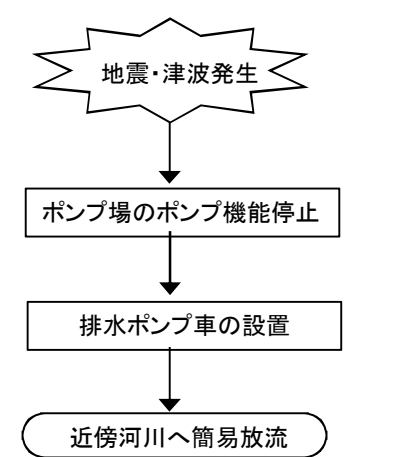 地震・津波発生
ポンプ場のポンプ機能停止
排水ポンプ車の設置
近傍河川へ簡易放流